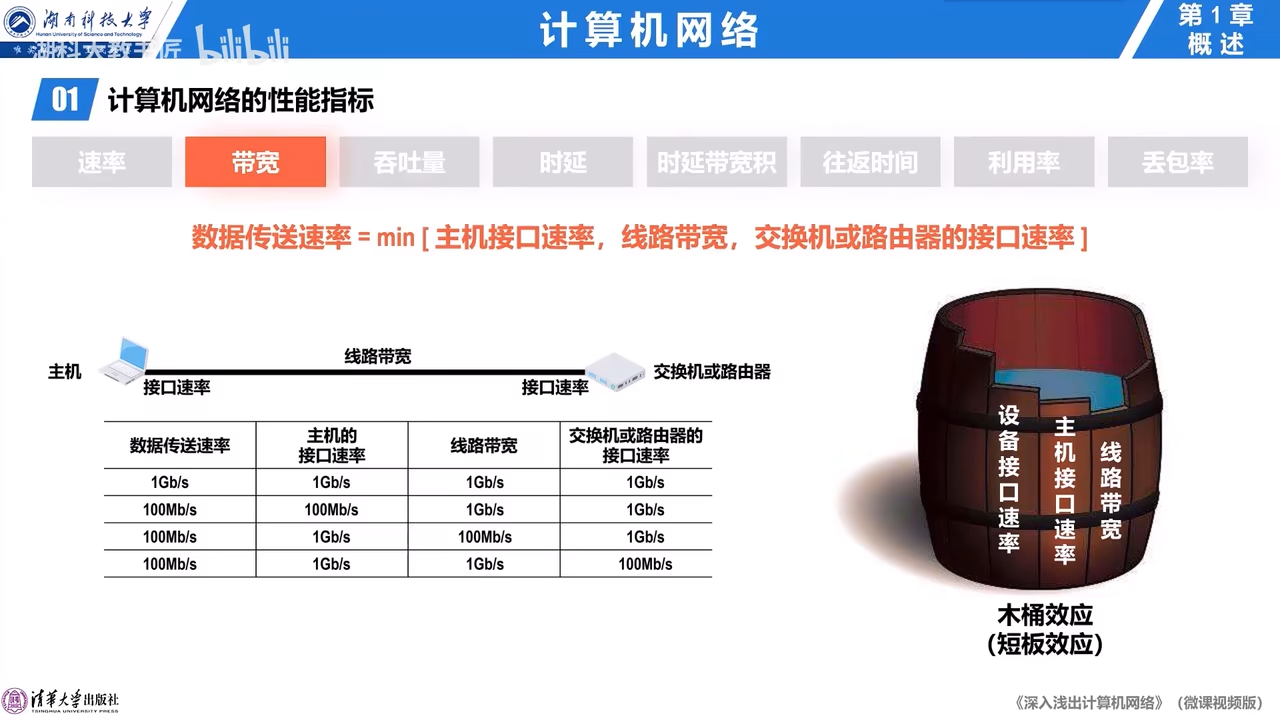 湖南科技大学
Hunan University of Science and Technology
湖科大教书匠
bilibili
计算机网络
第 1 章
概 述
01
计算机网络的性能指标
速率
带宽
吞吐量
时延
时延带宽积
往返时间
利用率
丢包率
数据传送速率 = min [ 主机接口速率，线路带宽，交换机或路由器的接口速率 ]
主机
线路带宽
接口速率
接口速率
交换机或路由器
数据传送速率 主机的接口速率 线路带宽 交换机或路由器的接口速率
1Gb/s 1Gb/s 1Gb/s 1Gb/s
100Mb/s 100Mb/s 1Gb/s 1Gb/s
100Mb/s 1Gb/s 100Mb/s 1Gb/s
100Mb/s 1Gb/s 1Gb/s 100Mb/s
设备接口速率
主机接口速率
线路带宽
木桶效应
（短板效应）
清华大学出版社
TSINGHUA UNIVERSITY PRESS
《深入浅出计算机网络》（微课视频版）